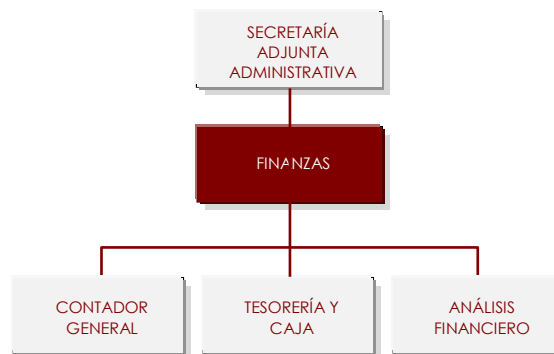 SECRETARÍA
ADJUNTA
ADMINISTRATIVA
FINANZAS
CONTADOR
GENERAL
TESORERÍA Y
CAJA
ANÁLISIS
FINANCIERO